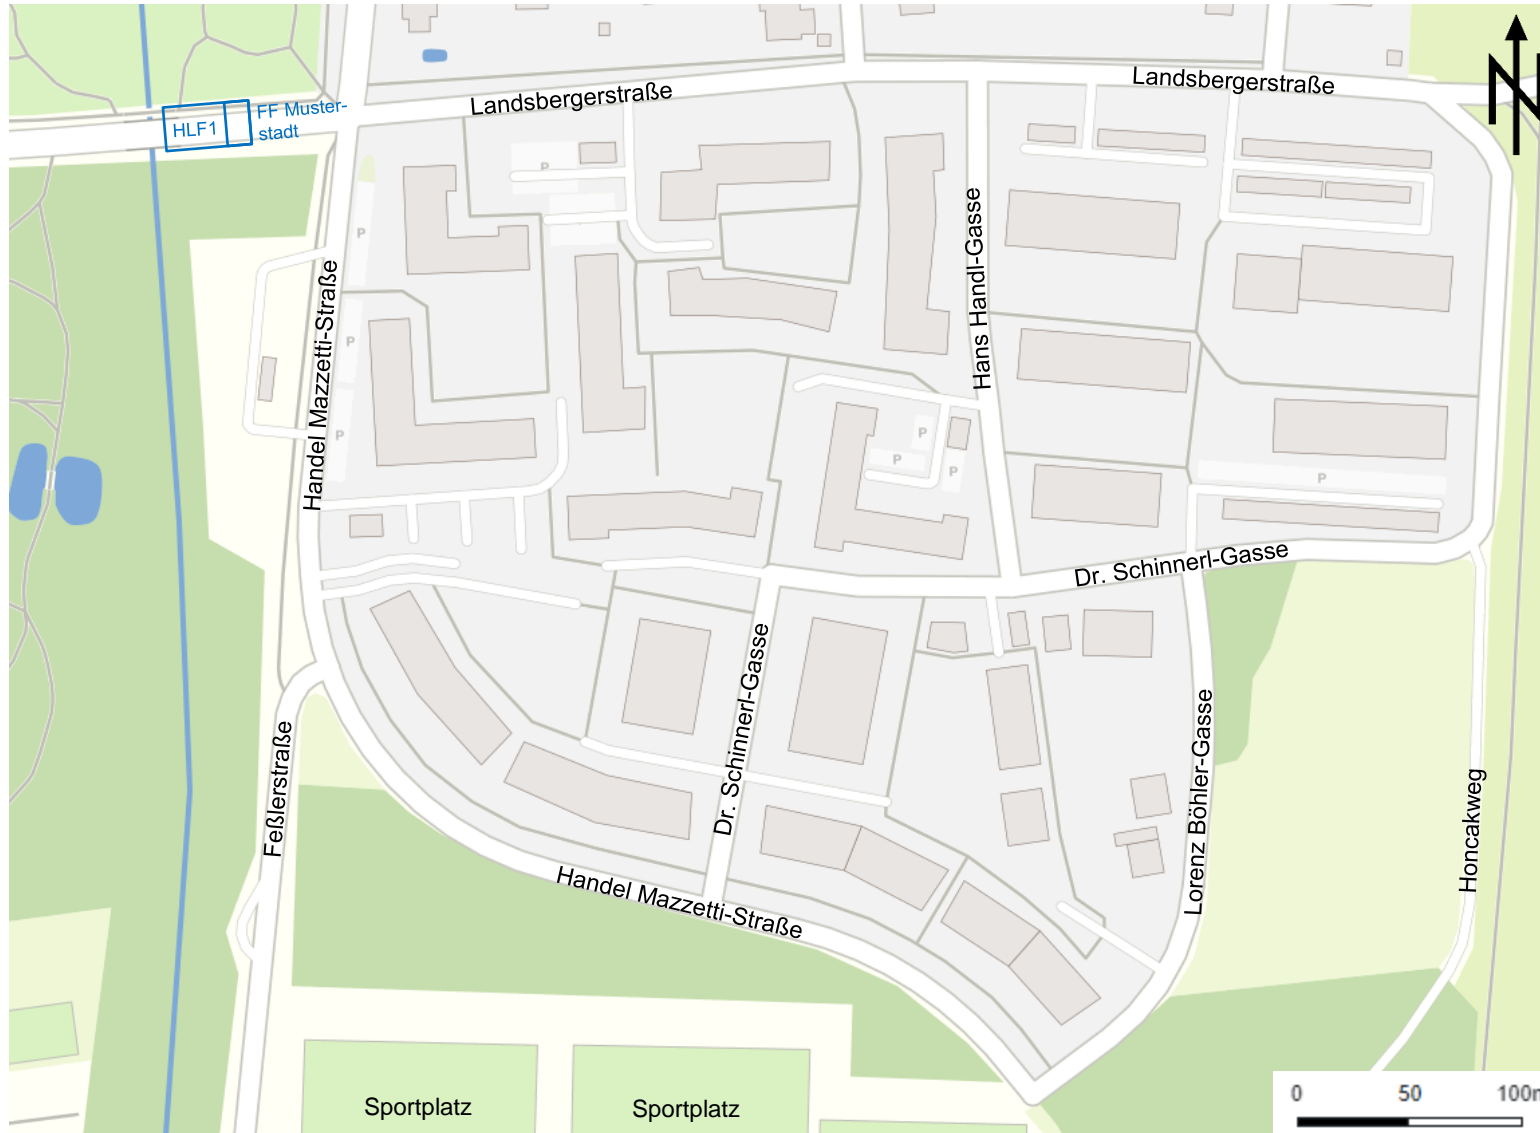 Landsbergerstraße
Landsbergerstraße
N
HLF1
FF Muster-
stadt
P
P
P
P
Handel Mazzetti-Straße
Hans Handl-Gasse
P
P
P
P
Dr. Schinnerl-Gasse
Dr. Schinnerl-Gasse
Feßlerstraße
Lorenz Böhler-Gasse
Honcakweg
Handel Mazzetti-Straße
Sportplatz
Sportplatz
0 50 100m